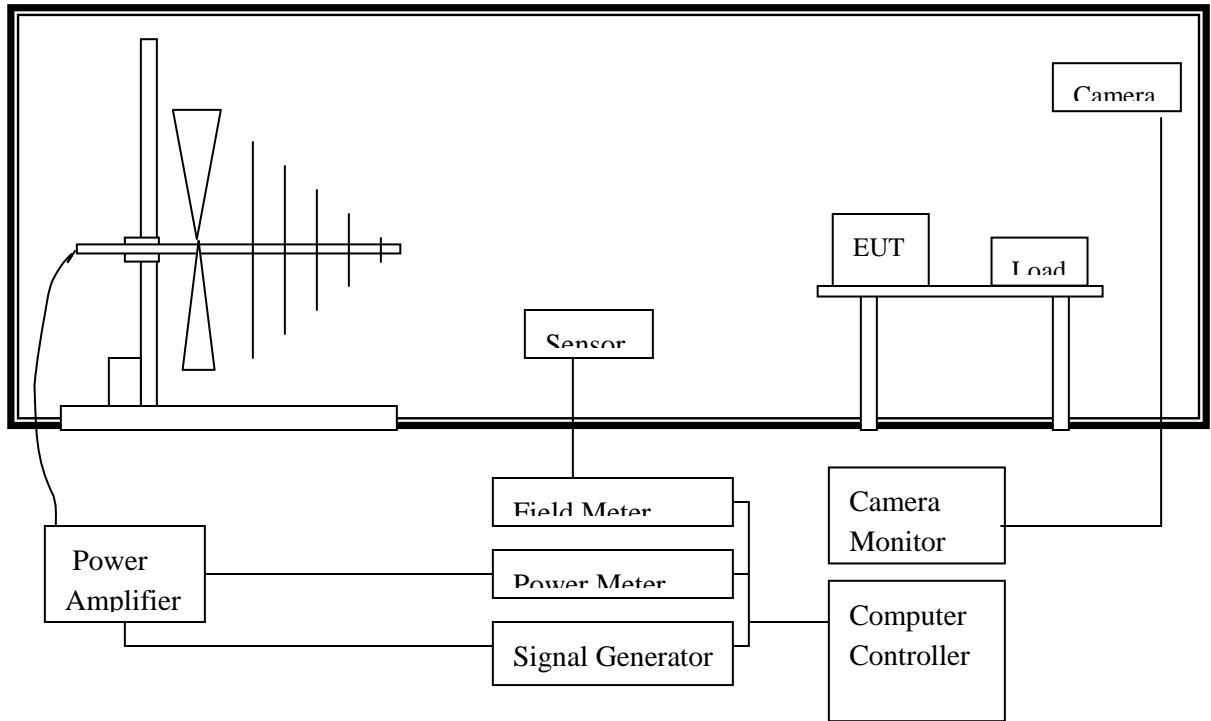 Camera
EUT
Load
Sensor
Field Meter
Camera
Monitor
Power
Amplifier
Power Meter
Computer
Controller
Signal Generator